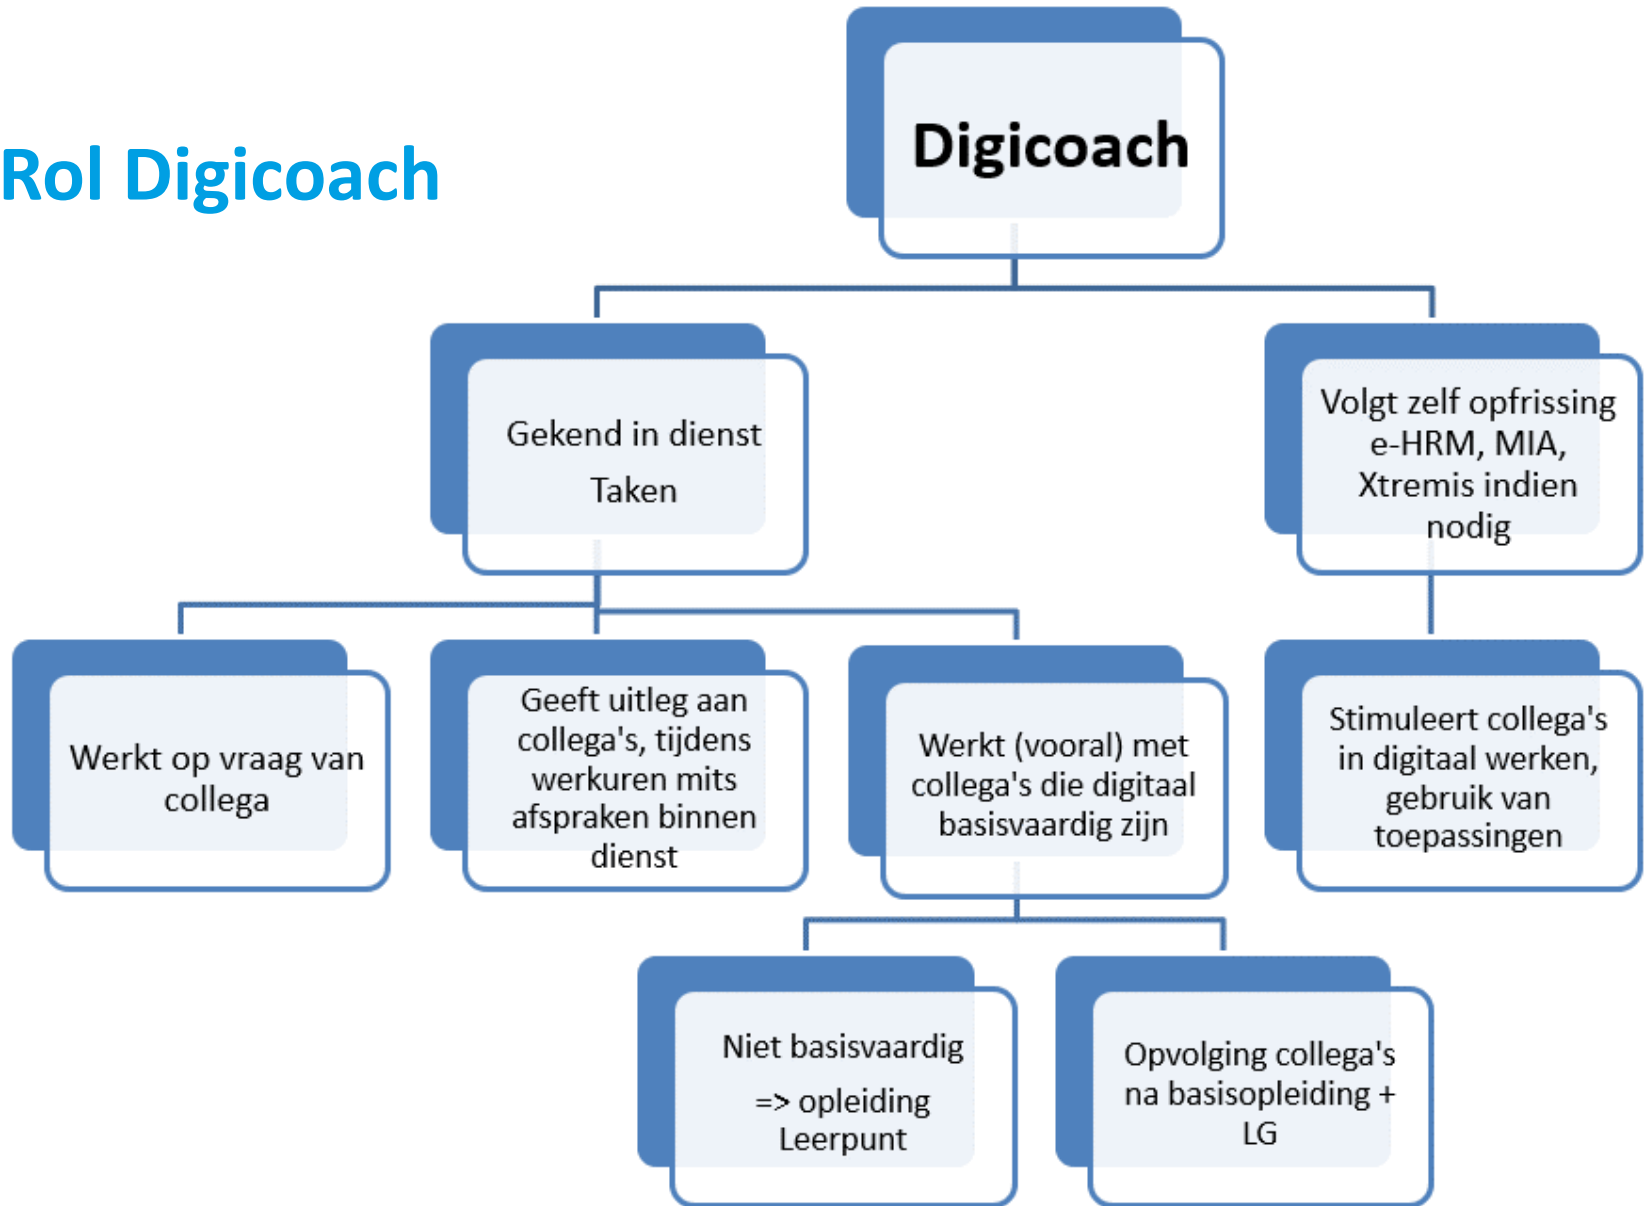 Rol Digicoach
Digicoach
Gekend in dienst
Taken
Volgt zelf opfrissing
e-HRM, MIA,
Xtremis indien
nodig
Werkt op vraag van
collega
Geeft uitleg aan
collega's, tijdens
werkuren mits
afspraken binnen
dienst
Werkt (vooral) met
collega's die digitaal
basisvaardig zijn
Stimuleert collega's
in digitaal werken,
gebruik van
toepassingen
Niet basisvaardig
=> opleiding
Leerpunt
Opvolging collega's
na basisopleiding +
LG